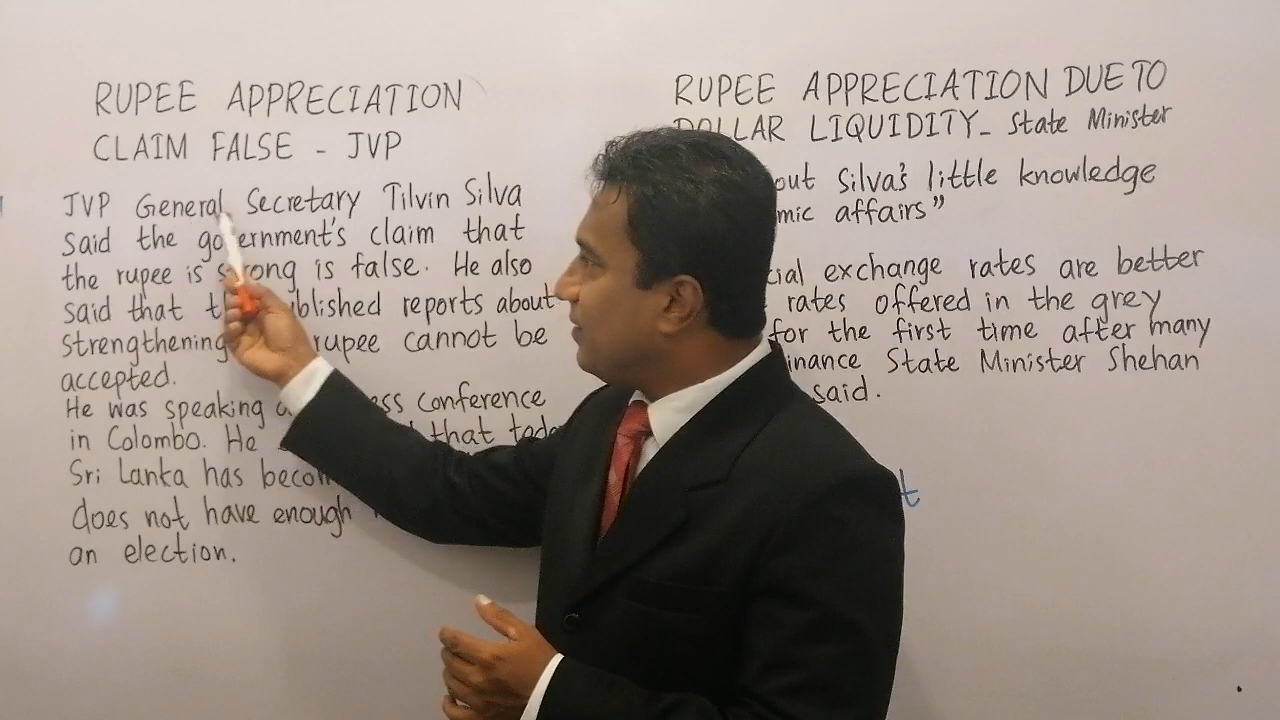 RUPEE APPRECIATION
CLAIM FALSE - JVP
JVP General Secretary Tilvin Silva
Said the government's claim that
the rupee is strong is false. He also
said that the published reports about
Strengthening rupee cannot be
accepted.
He was speaking conference
in Colombo. He that
Sri Lanka has
does not have enough
an election.
RUPEE APPRECIATION DUE TO
DOLLAR LIQUIDITY - State Minister
Silva's little knowledge
affairs"
exchange rates are better
rates offered in the grey
for the first time after many
State Minister Shehan
said.